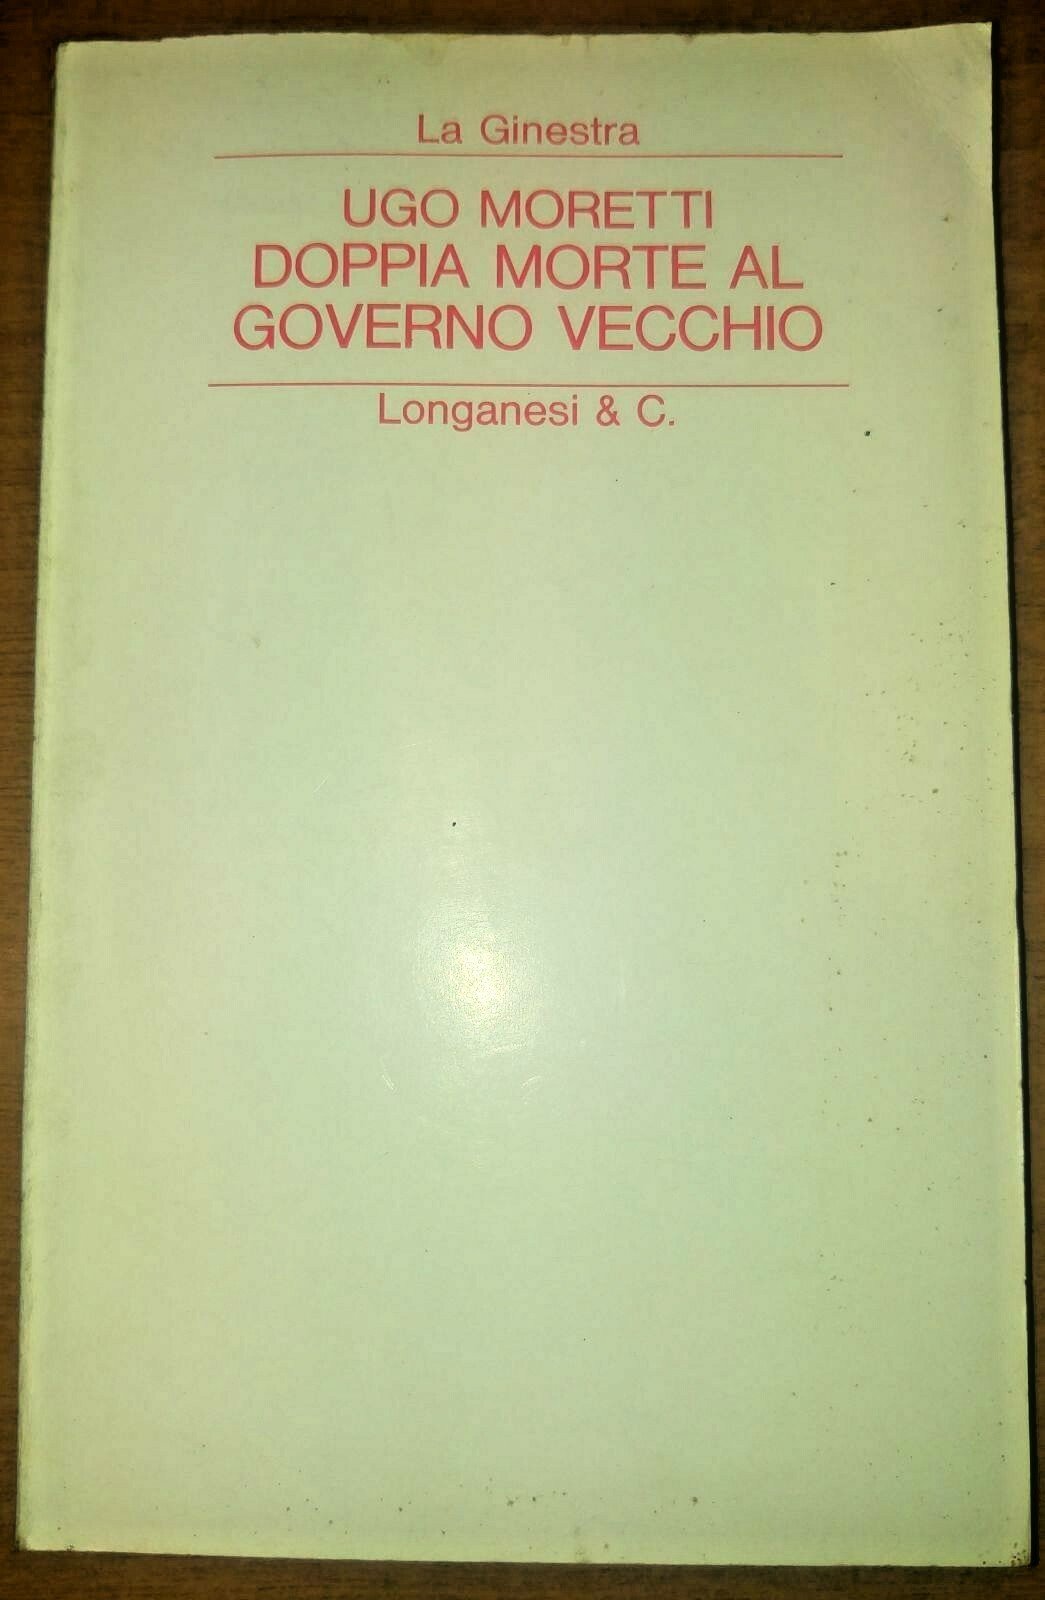 La Ginestra
UGO MORETTI
DOPPIA MORTE AL
GOVERNO VECCHIO
Longanesi & C.